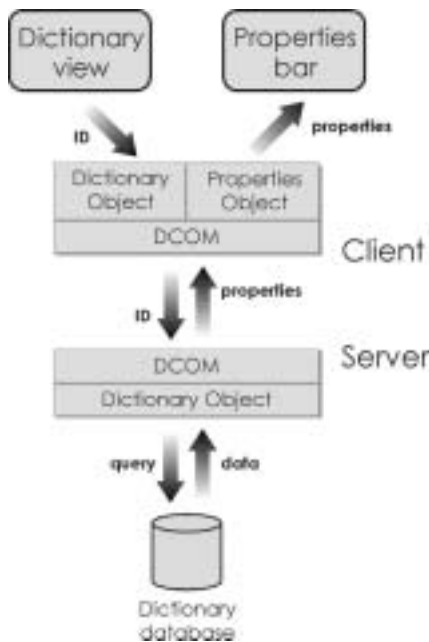 Dictionary
view
Properties
bar
ID
properties
Dictionary
Object
Properties
Object
DCOM
Client
ID
properties
Server
DCOM
Dictionary Object
query
data
Dictionary
database